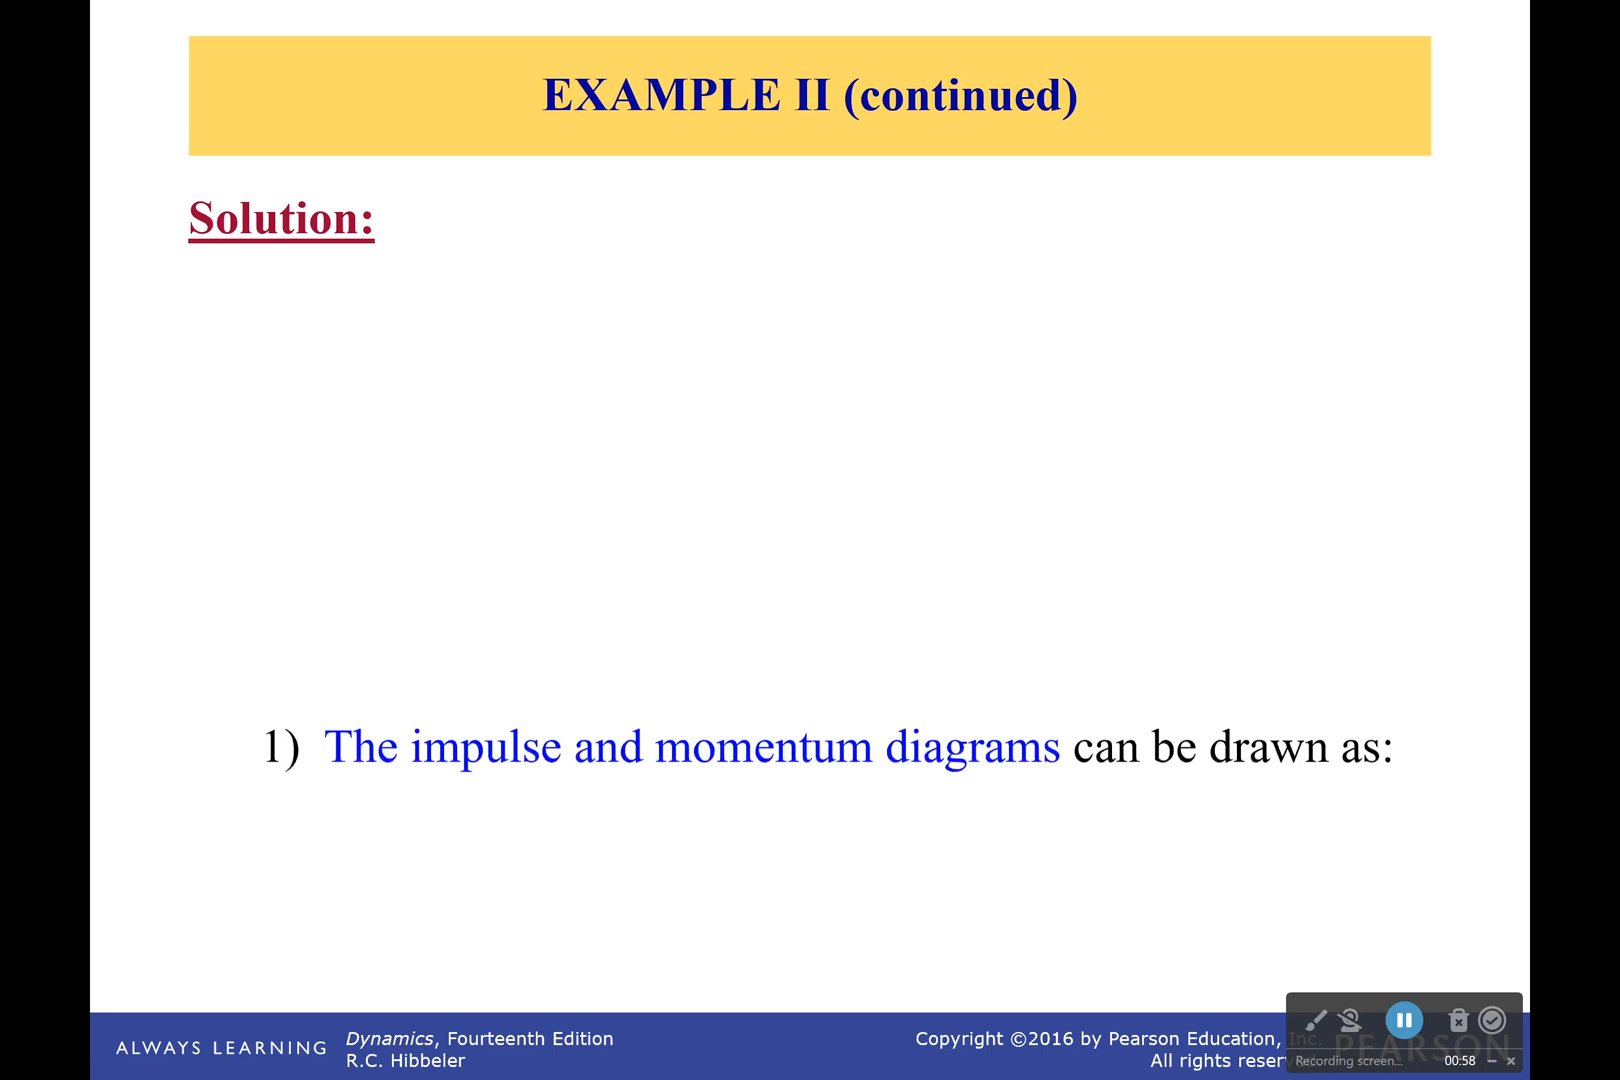 EXAMPLE II (continued)
Solution:
1) The impulse and momentum diagrams can be drawn as:
ALWAYS LEARNING
Dynamics, Fourteenth Edition
R.C. Hibbeler
Copyright ©2016 by Pearson Education, Inc.
All rights reser
PEARSON
Recording screen... 00:58